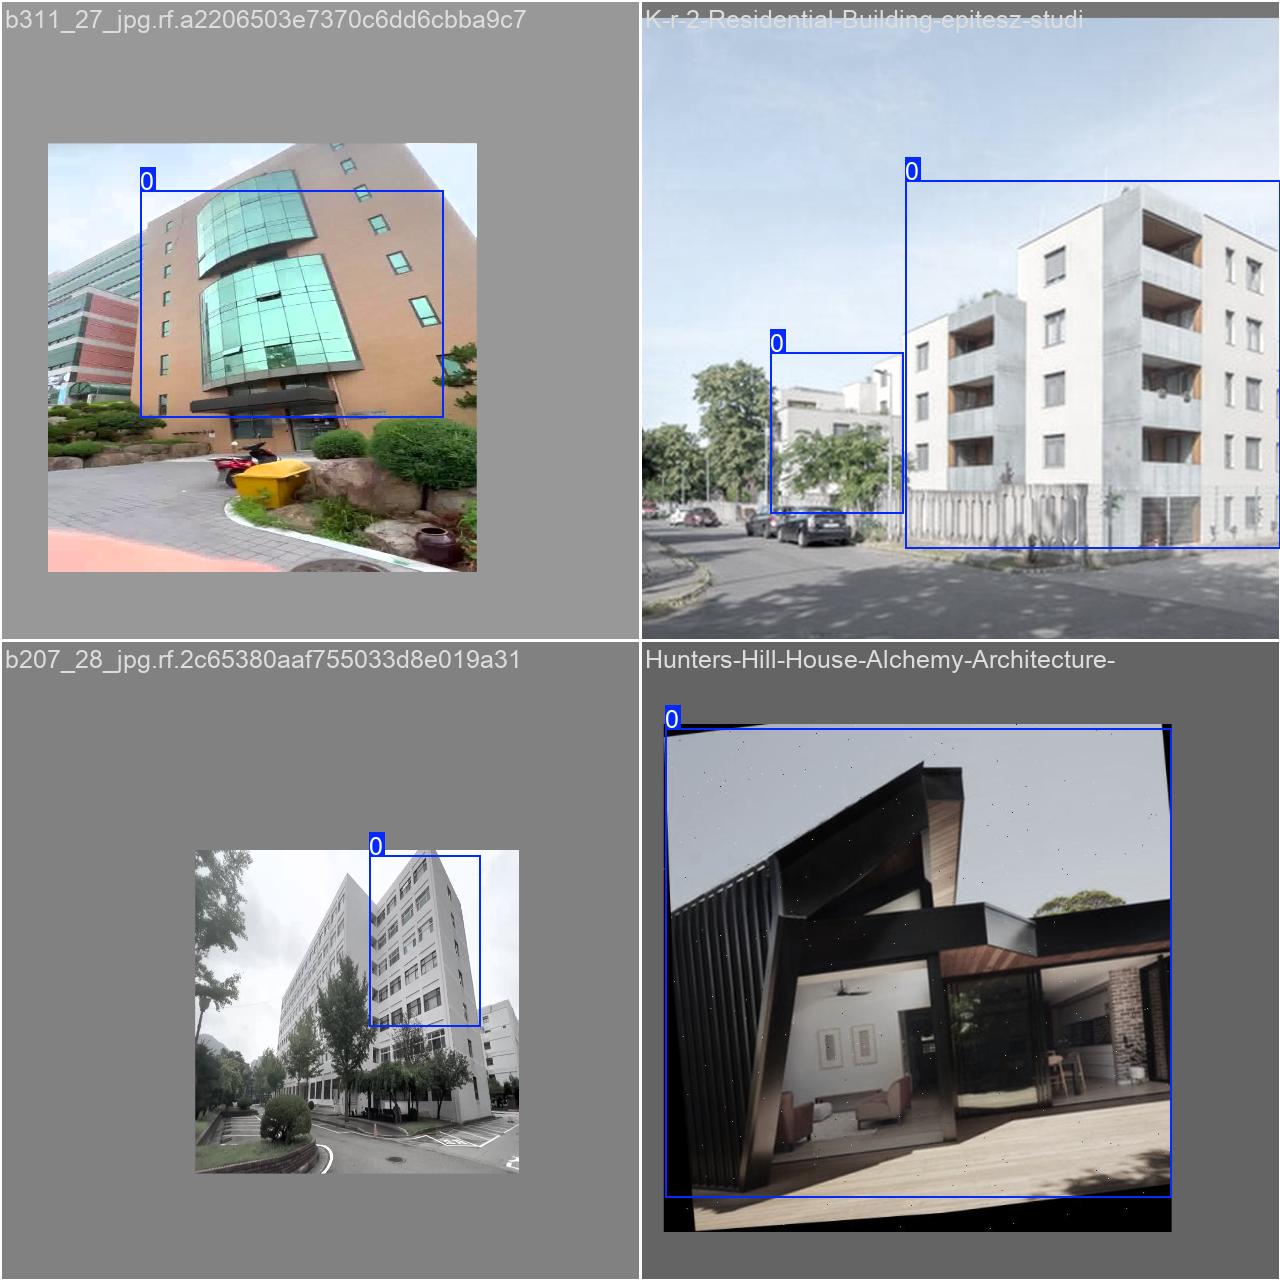 b311_27_jpg.rf.a2206503e7370c6dd6cbba9c7
K-r-2-Residential-Building-epitesz-studi
0
0
0
b207_28_jpg.rf.2c65380aaf755033d8e019a31
Hunters-Hill-House-Alchemy-Architecture-
0
0